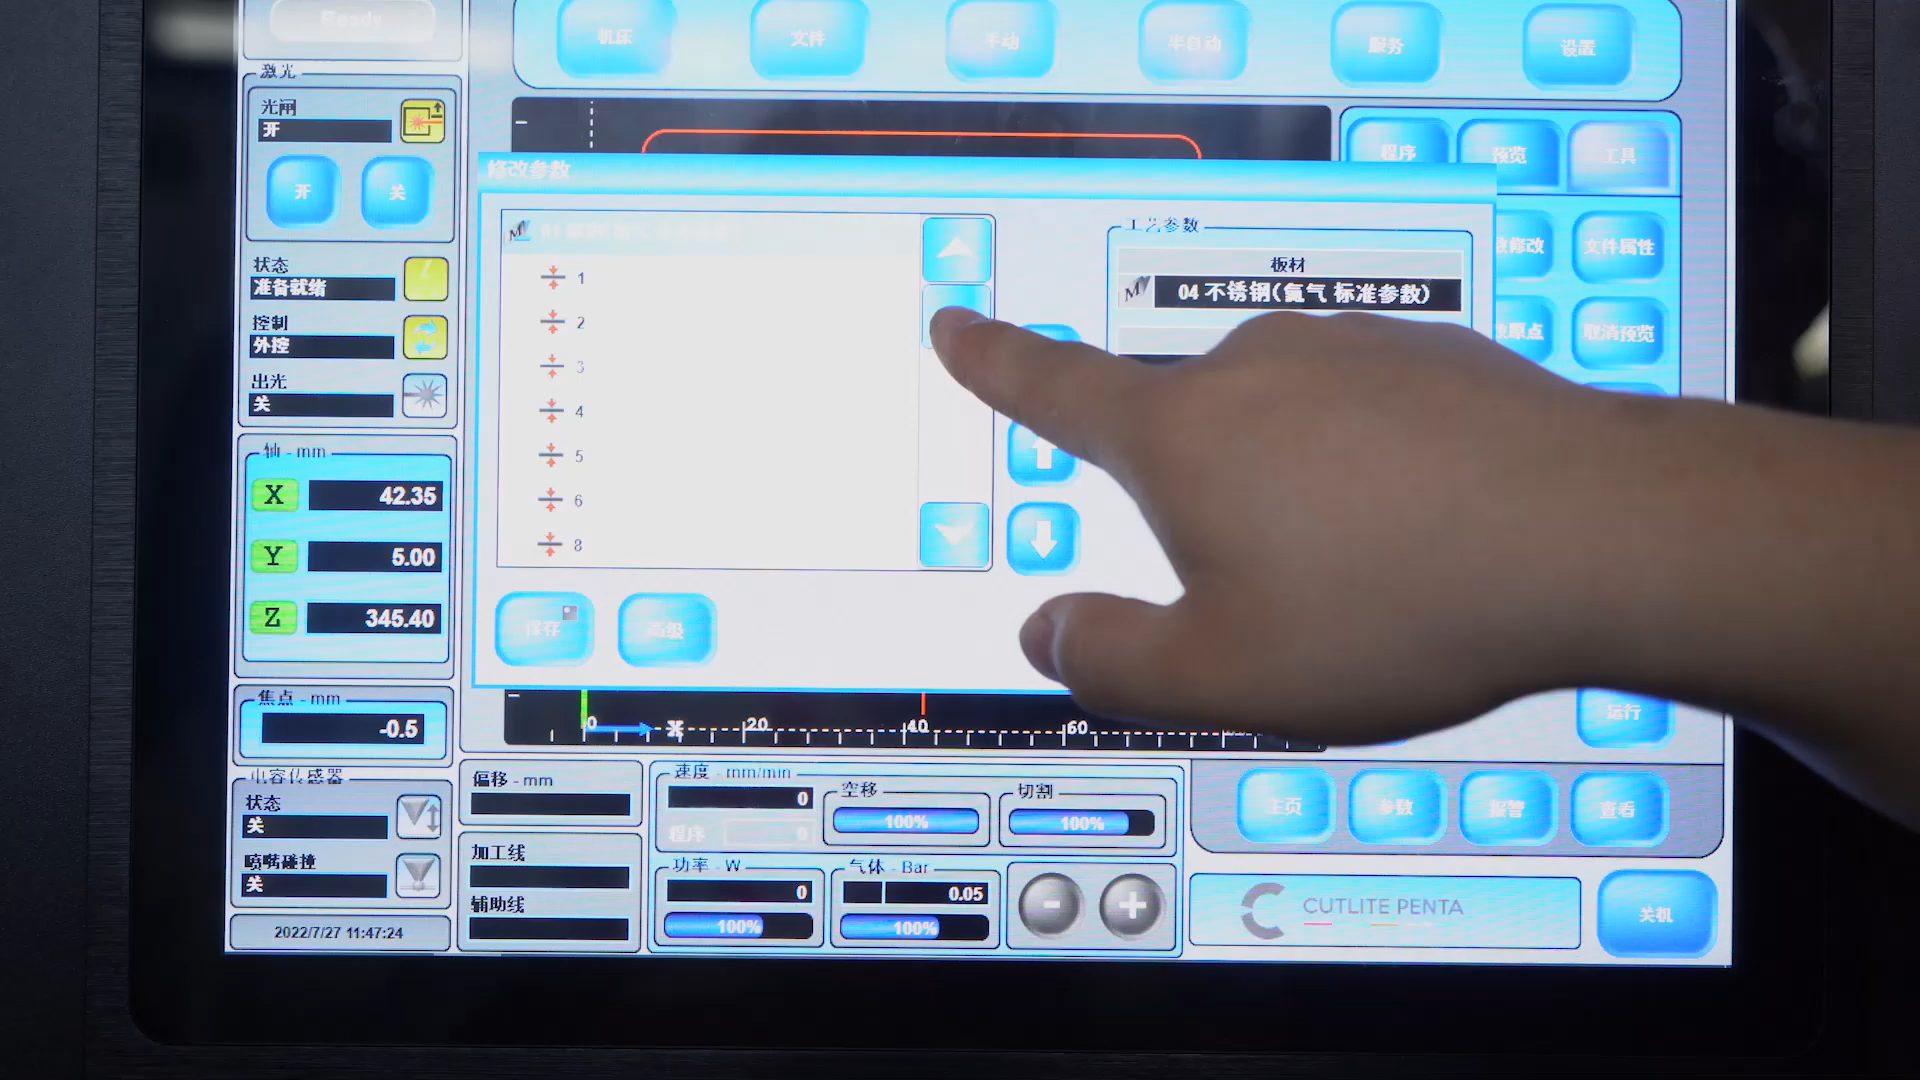 Ready
机床
文件
手动
半自动
服务
设置
激光
光闸
开
开
关
状态
准备就绪
控制
外控
出光
关
轴 - mm
X 42.35
Y 5.00
Z 345.40
焦点 - mm
-0.5
电容传感器
状态
关
喷嘴碰撞
关
2022/7/27 11:47:24
程序
预览
工具
修改
文件属性
原点
取消预览
运行
修改参数
1
2
3
4
5
6
8
工艺参数
板材
04 不锈钢(氮气 标准参数)
保存
高级
0
X
20
40
60
偏移 - mm
加工线
辅助线
速度 - mm/min
0
程序
0
空移
100%
切割
100%
功率 - W
0
100%
气体 - Bar
0.05
100%
-
+
主页
参数
报警
查看
CUTLITE PENTA
关机